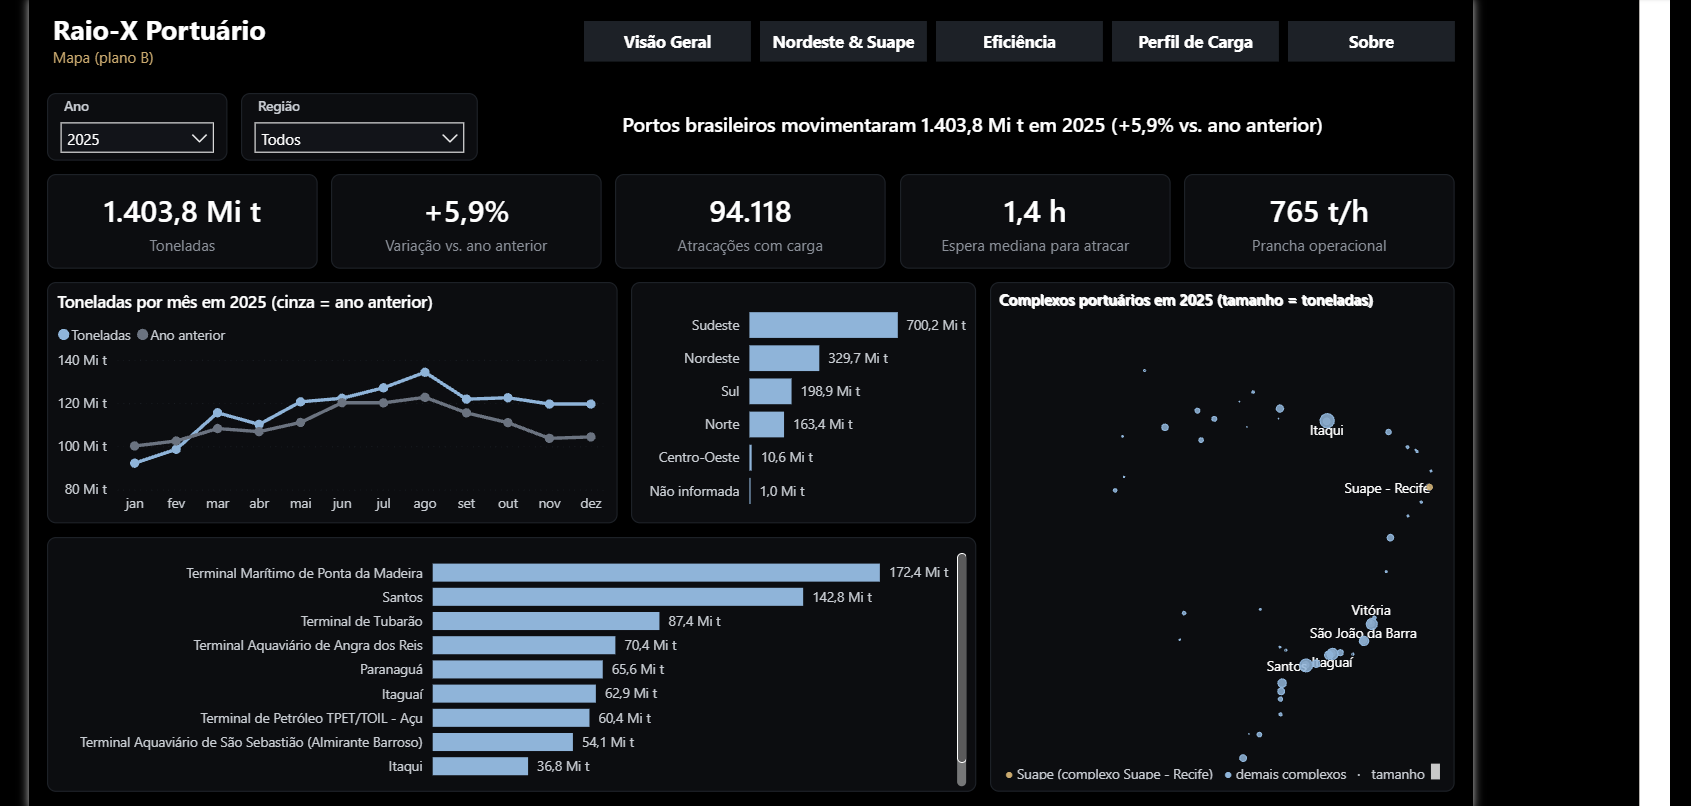 Raio-X Portuário
Mapa (plano B)
Visão Geral
Nordeste & Suape
Eficiência
Perfil de Carga
Sobre
Ano
2025
Região
Todos
Portos brasileiros movimentaram 1.403,8 Mi t em 2025 (+5,9% vs. ano anterior)
1.403,8 Mi t
Toneladas
+5,9%
Variação vs. ano anterior
94.118
Atracações com carga
1,4 h
Espera mediana para atracar
765 t/h
Prancha operacional
Toneladas por mês em 2025 (cinza = ano anterior)
Toneladas
Ano anterior
140 Mi t
120 Mi t
100 Mi t
80 Mi t
jan fev mar abr mai jun jul ago set out nov dez
Sudeste 700,2 Mi t
Nordeste 329,7 Mi t
Sul 198,9 Mi t
Norte 163,4 Mi t
Centro-Oeste 10,6 Mi t
Não informada 1,0 Mi t
Complexos portuários em 2025 (tamanho = toneladas)
Itaqui
Suape - Recife
Vitória
São João da Barra
Santos
Itaguaí
Suape (complexo Suape - Recife)
demais complexos · tamanho
Terminal Marítimo de Ponta da Madeira 172,4 Mi t
Santos 142,8 Mi t
Terminal de Tubarão 87,4 Mi t
Terminal Aquaviário de Angra dos Reis 70,4 Mi t
Paranaguá 65,6 Mi t
Itaguaí 62,9 Mi t
Terminal de Petróleo TPET/TOIL - Açu 60,4 Mi t
Terminal Aquaviário de São Sebastião (Almirante Barroso) 54,1 Mi t
Itaqui 36,8 Mi t